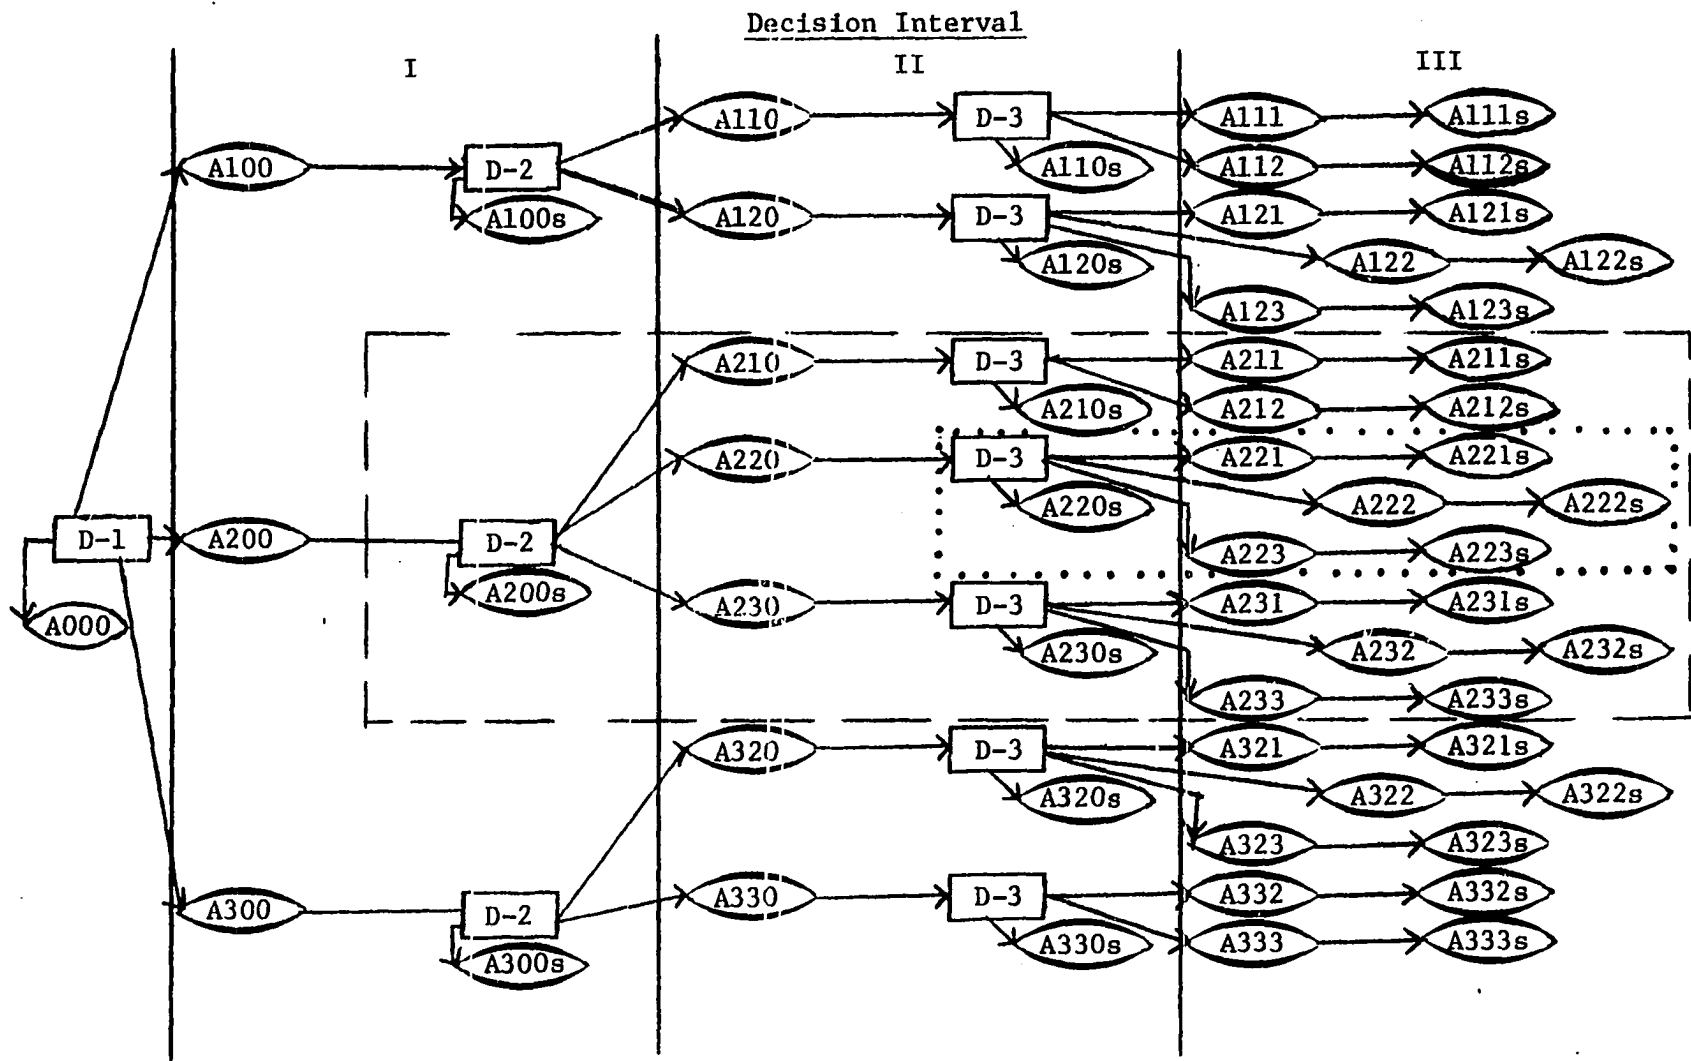 Decision Interval
I II III
A110 D-3 A111 A111s
A100 D-2 A110s A112 A112s
A100s A120 D-3 A121 A121s
A120s A122 A122s
A123 A123s
A210 D-3 A211 A211s
A210s A212 A212s
A220 D-3 A221 A221s
A220s A222 A222s
D-1 A200 D-2 A223 A223s
A200s A230 D-3 A231 A231s
A000 A230s A232 A232s
A233 A233s
A320 D-3 A321 A321s
A320s A322 A322s
A323 A323s
A300 D-2 A330 D-3 A332 A332s
A300s A330s A333 A333s